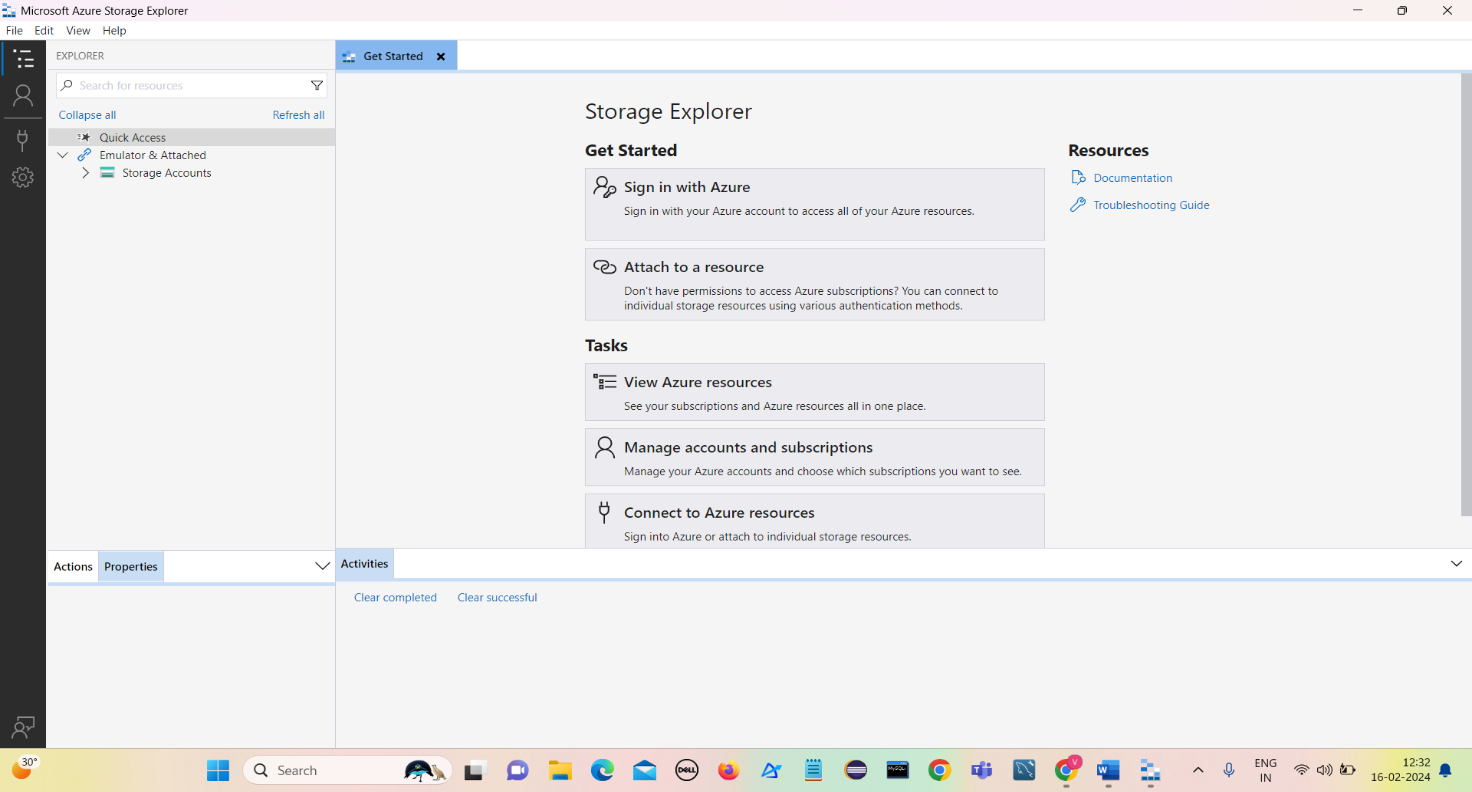 Microsoft Azure Storage Explorer
File Edit View Help
EXPLORER
Search for resources
Collapse all Refresh all
Quick Access
Emulator & Attached
Storage Accounts
Actions Properties
Get Started
Storage Explorer
Get Started
Sign in with Azure
Sign in with your Azure account to access all of your Azure resources.
Attach to a resource
Don't have permissions to access Azure subscriptions? You can connect to
individual storage resources using various authentication methods.
Tasks
View Azure resources
See your subscriptions and Azure resources all in one place.
Manage accounts and subscriptions
Manage your Azure accounts and choose which subscriptions you want to see.
Connect to Azure resources
Sign into Azure or attach to individual storage resources.
Resources
Documentation
Troubleshooting Guide
Activities
Clear completed Clear successful
30°
Search
DELL
MySQL
V
W
ENG
IN
12:32
16-02-2024